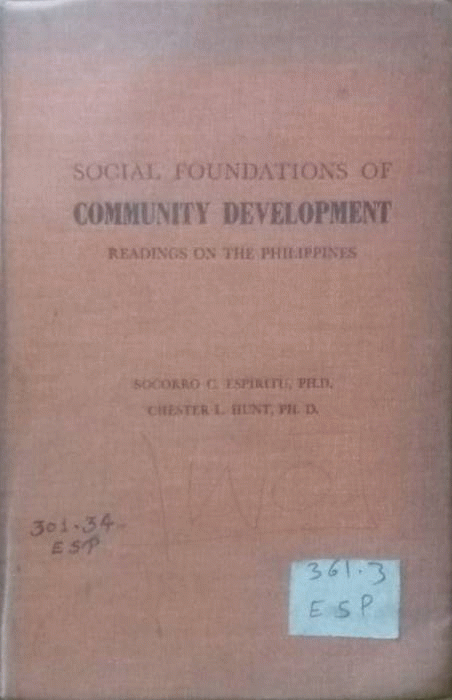 SOCIAL FOUNDATIONS OF
COMMUNITY DEVELOPMENT
READINGS ON THE PHILIPPINES
SOCORRO C. ESPIRITU, PH.D.
CHESTER L. HUNT, PH. D.
301.34
ESP
361.3
ESP